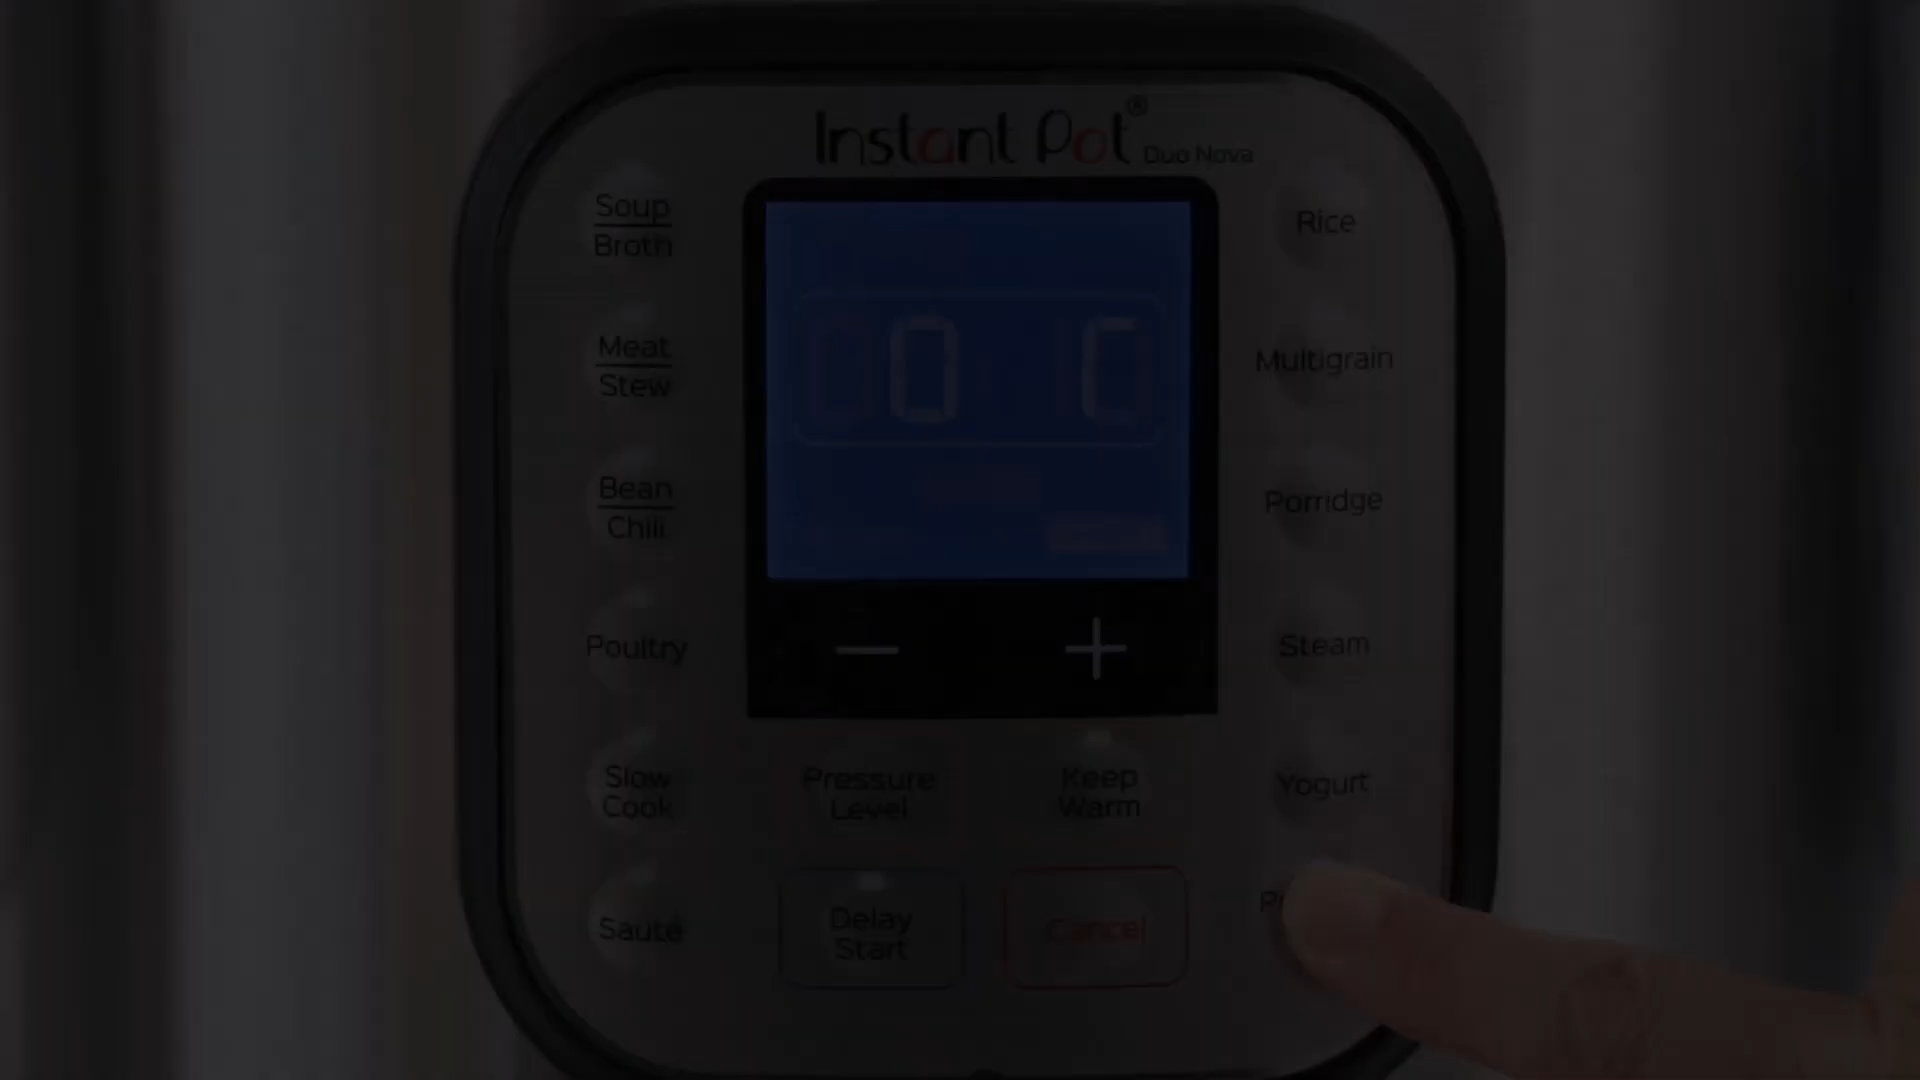 Instant Pot® Duo Nova
Soup
Broth
Rice
Meat
Stew
Multigrain
Bean
Chili
Porridge
Poultry
Steam
Slow
Cook
Pressure
Level
Keep
Warm
Yogurt
Sauté
Delay
Start
Cancel